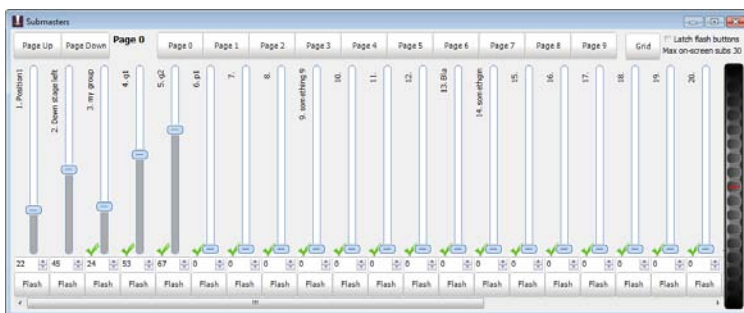 Submasters
Page Up Page Down Page 0 Page 0 Page 1 Page 2 Page 3 Page 4 Page 5 Page 6 Page 7 Page 8 Page 9 Grid Latch flash buttons
Max on-screen subs 30
1. Position1
2. Down stage left
3. my group
4. g1
5. g2
6. p1
7.
8.
9. something 9
10.
11.
12.
13. Bla
14. somethgin
15.
16.
17.
18.
19.
20.
22 45 24 53 67 0 0 0 0 0 0 0 0 0 0 0 0 0 0 0
Flash Flash Flash Flash Flash Flash Flash Flash Flash Flash Flash Flash Flash Flash Flash Flash Flash Flash Flash Flash